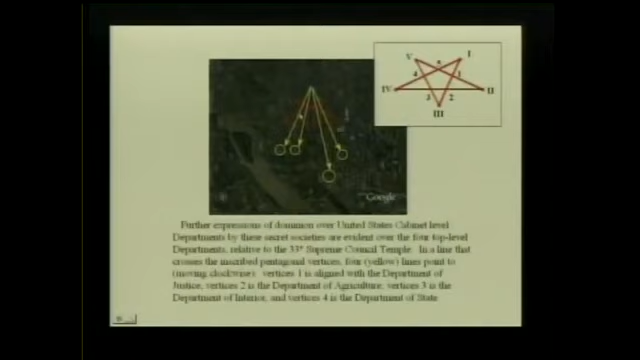 V
I
4
1
IV
II
3
2
III
Google
Further expressions of dominion over United States Cabinet level
Departments by these secret societies are evident over the four top-level
Departments, relative to the 33° Supreme Council Temple. In a line that
crosses the inscribed pentagonal vertices, four (yellow) lines point to
(moving clockwise): vertices 1 is aligned with the Department of
Justice, vertices 2 is the Department of Agriculture, vertices 3 is the
Department of Interior, and vertices 4 is the Department of State